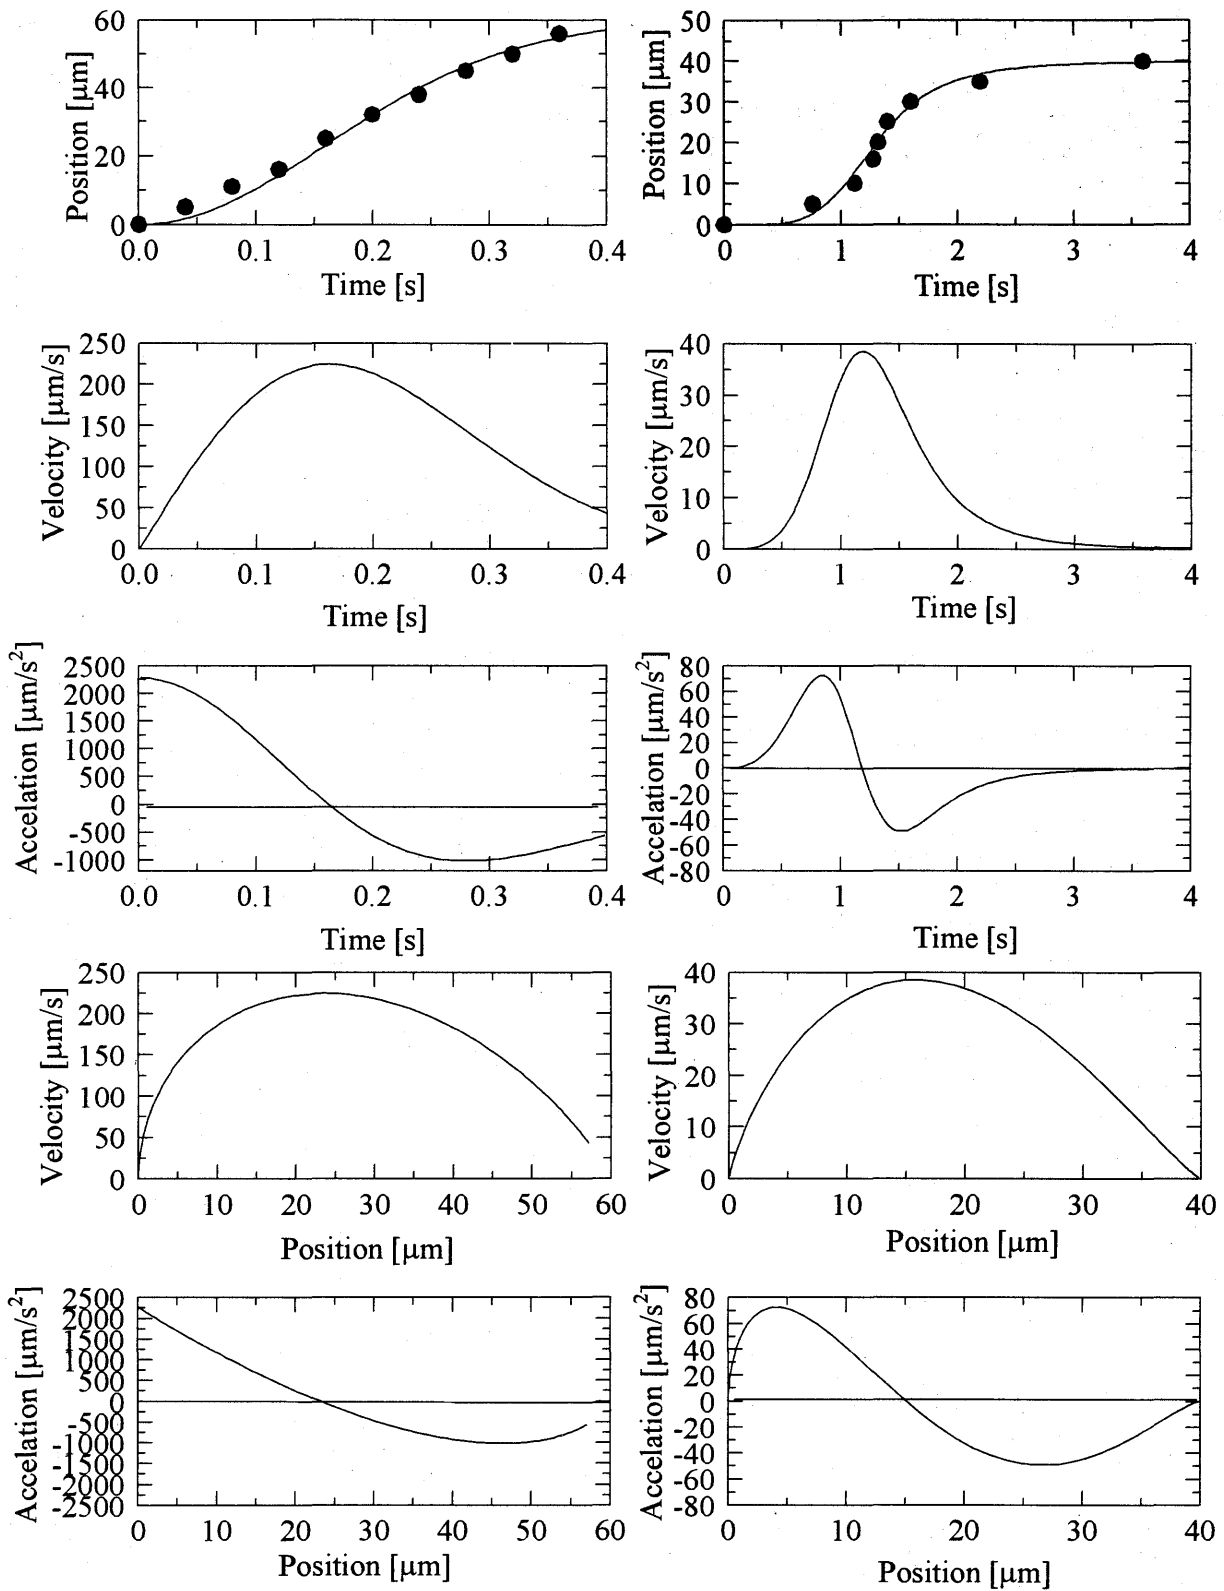 Position [μm]
60
40
20
0
0.0 0.1 0.2 0.3 0.4
Time [s]
Position [μm]
50
40
30
20
10
0
0 1 2 3 4
Time [s]
Velocity [μm/s]
250
200
150
100
50
0
0.0 0.1 0.2 0.3 0.4
Time [s]
Velocity [μm/s]
40
30
20
10
0
0 1 2 3 4
Time [s]
Accelation [μm/s²]
2500
2000
1500
1000
500
0
-500
-1000
0.0 0.1 0.2 0.3 0.4
Time [s]
Accelation [μm/s²]
80
60
40
20
0
-20
-40
-60
-80
0 1 2 3 4
Time [s]
Velocity [μm/s]
250
200
150
100
50
0
0 10 20 30 40 50 60
Position [μm]
Velocity [μm/s]
40
30
20
10
0
0 10 20 30 40
Position [μm]
Accelation [μm/s²]
2500
2000
1500
1000
500
0
-500
-1000
-1500
-2000
-2500
0 10 20 30 40 50 60
Position [μm]
Accelation [μm/s²]
80
60
40
20
0
-20
-40
-60
-80
0 10 20 30 40
Position [μm]